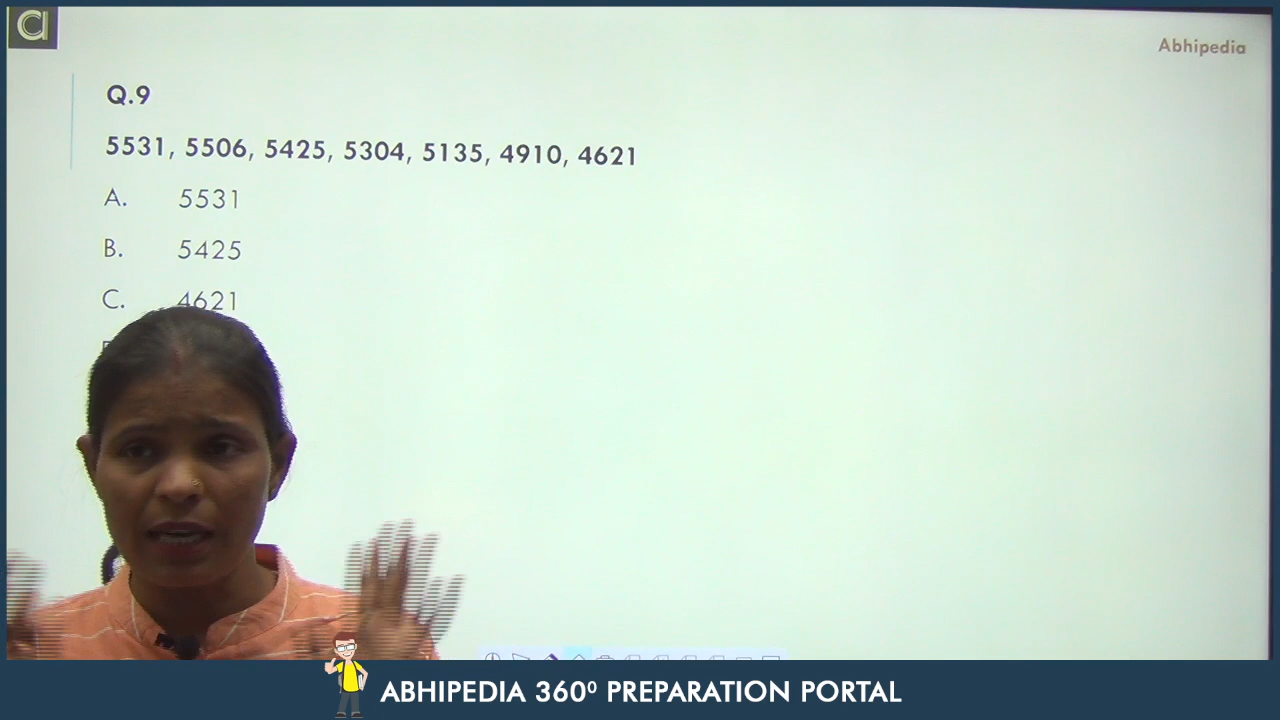 a
Abhipedia
Q.9
5531, 5506, 5425, 5304, 5135, 4910, 4621
A. 5531
B. 5425
C. 4621
ABHIPEDIA 360⁰ PREPARATION PORTAL